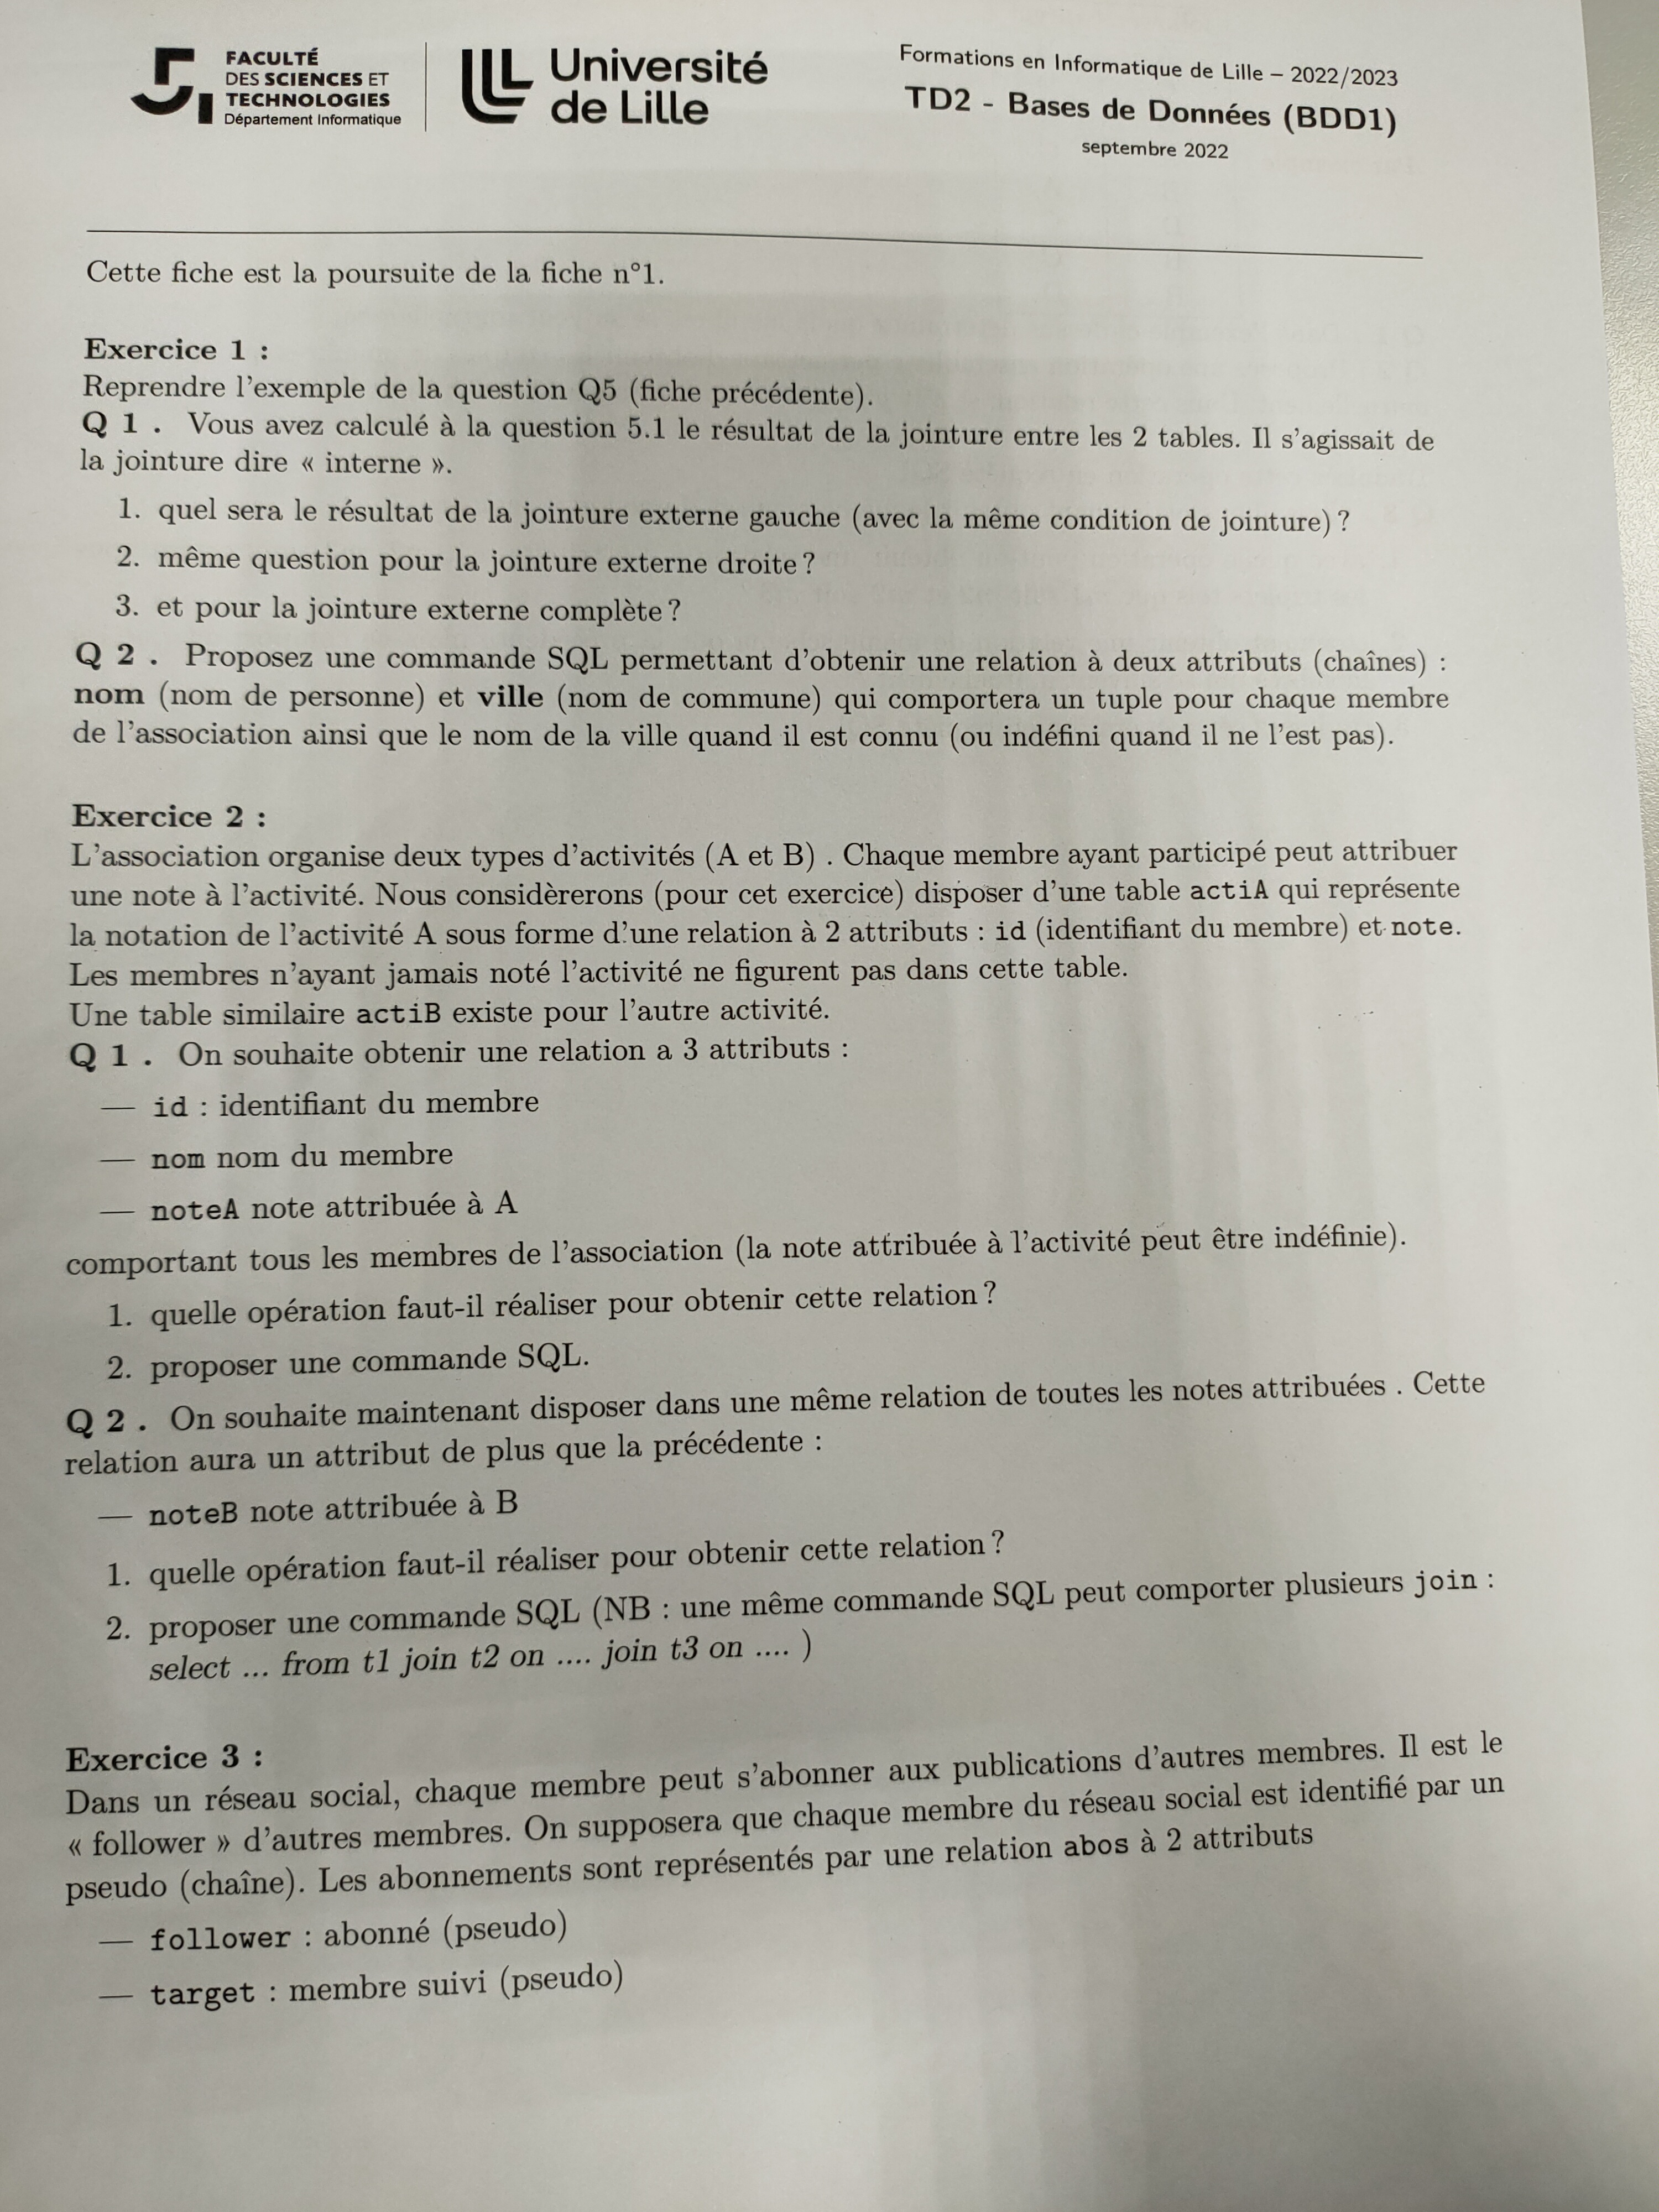 FACULTÉ
DES SCIENCES ET
TECHNOLOGIES
Département Informatique
Université
de Lille
Formations en Informatique de Lille – 2022/2023
TD2 - Bases de Données (BDD1)
septembre 2022
Cette fiche est la poursuite de la fiche n°1.
Exercice 1 :
Reprendre l'exemple de la question Q5 (fiche précédente).
Q 1 . Vous avez calculé à la question 5.1 le résultat de la jointure entre les 2 tables. Il s'agissait de
la jointure dire « interne ».
1. quel sera le résultat de la jointure externe gauche (avec la même condition de jointure) ?
2. même question pour la jointure externe droite ?
3. et pour la jointure externe complète ?
Q 2 . Proposez une commande SQL permettant d'obtenir une relation à deux attributs (chaînes) :
nom (nom de personne) et ville (nom de commune) qui comportera un tuple pour chaque membre
de l'association ainsi que le nom de la ville quand il est connu (ou indéfini quand il ne l'est pas).
Exercice 2 :
L'association organise deux types d'activités (A et B) . Chaque membre ayant participé peut attribuer
une note à l'activité. Nous considèrerons (pour cet exercice) disposer d'une table actiA qui représente
la notation de l'activité A sous forme d'une relation à 2 attributs : id (identifiant du membre) et note.
Les membres n'ayant jamais noté l'activité ne figurent pas dans cette table.
Une table similaire actiB existe pour l'autre activité.
Q 1 . On souhaite obtenir une relation a 3 attributs :
— id : identifiant du membre
— nom nom du membre
— noteA note attribuée à A
comportant tous les membres de l'association (la note attribuée à l'activité peut être indéfinie).
1. quelle opération faut-il réaliser pour obtenir cette relation ?
2. proposer une commande SQL.
Q 2 . On souhaite maintenant disposer dans une même relation de toutes les notes attribuées . Cette
relation aura un attribut de plus que la précédente :
— noteB note attribuée à B
1. quelle opération faut-il réaliser pour obtenir cette relation ?
2. proposer une commande SQL (NB : une même commande SQL peut comporter plusieurs join :
select ... from t1 join t2 on .... join t3 on .... )
Exercice 3 :
Dans un réseau social, chaque membre peut s'abonner aux publications d'autres membres. Il est le
« follower » d'autres membres. On supposera que chaque membre du réseau social est identifié par un
pseudo (chaîne). Les abonnements sont représentés par une relation abos à 2 attributs
— follower : abonné (pseudo)
— target : membre suivi (pseudo)